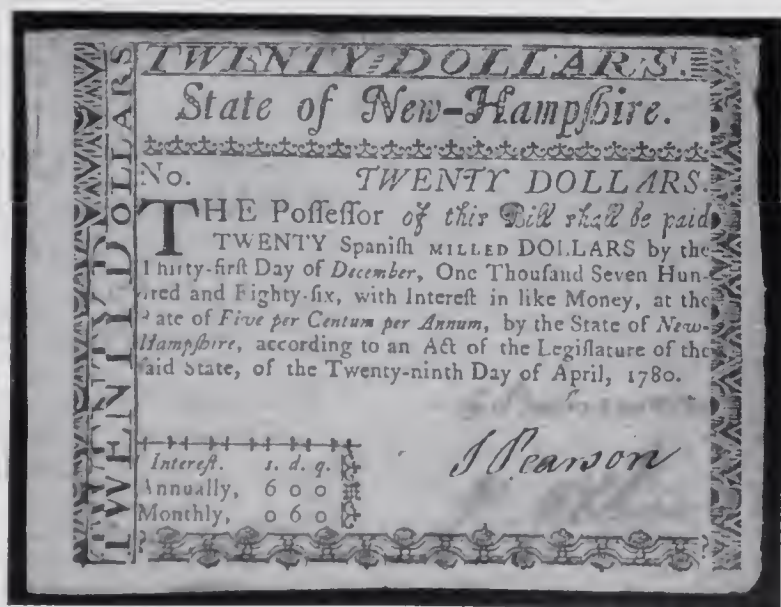 TWENTY DOLLARS.
TWENTY DOLLARS
State of New-Hampſhire.
No. TWENTY DOLLARS.
THE Poſſeſſor of this Bill shall be paid
TWENTY Spaniſh MILLED DOLLARS by the
Thirty-firſt Day of December, One Thouſand Seven Hun-
dred and Eighty-ſix, with Intereſt in like Money, at the
Rate of Five per Centum per Annum, by the State of New-
Hampſhire, according to an Act of the Legiſlature of the
ſaid State, of the Twenty-ninth Day of April, 1780.
J Pearson
Intereſt. s. d. q.
Annually, 6 0 0
Monthly, 0 6 0